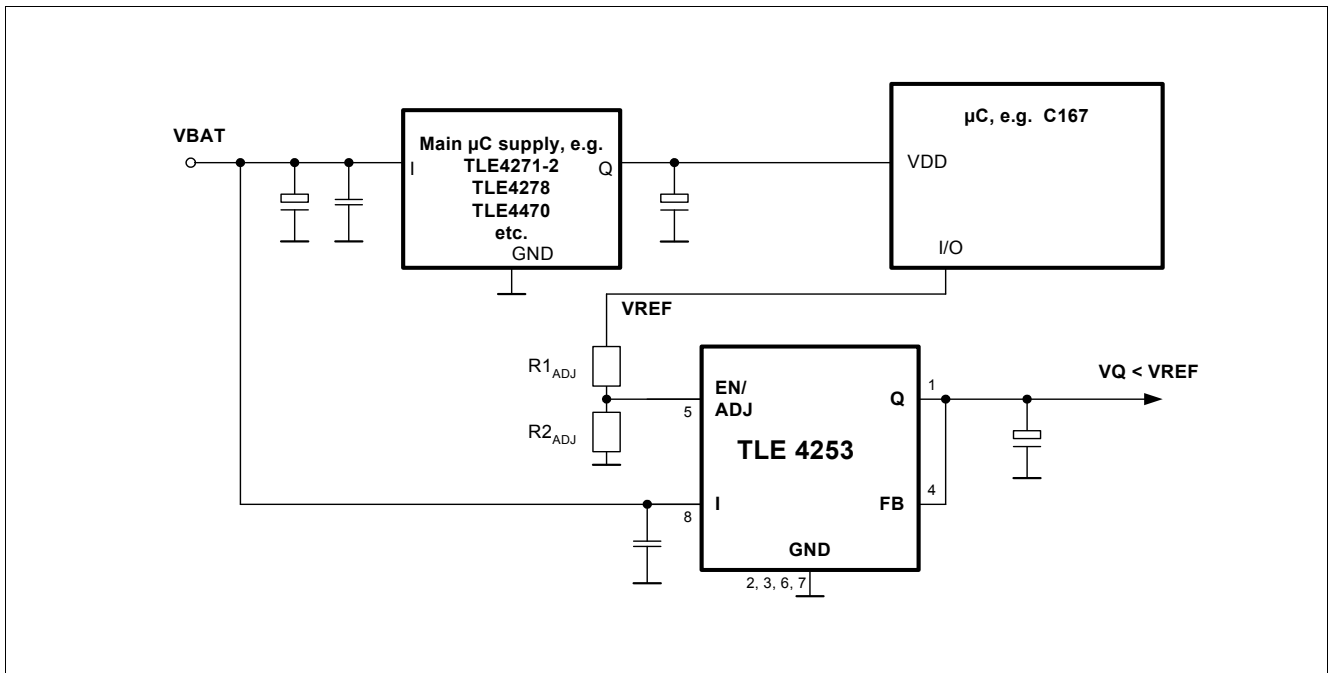 VBAT
I
Main µC supply, e.g.
TLE4271-2
TLE4278
TLE4470
etc.
Q
GND
µC, e.g. C167
VDD
I/O
VREF
R1ADJ
R2ADJ
EN/
ADJ
5
TLE 4253
Q
1
VQ < VREF
I
8
FB
4
GND
2, 3, 6, 7